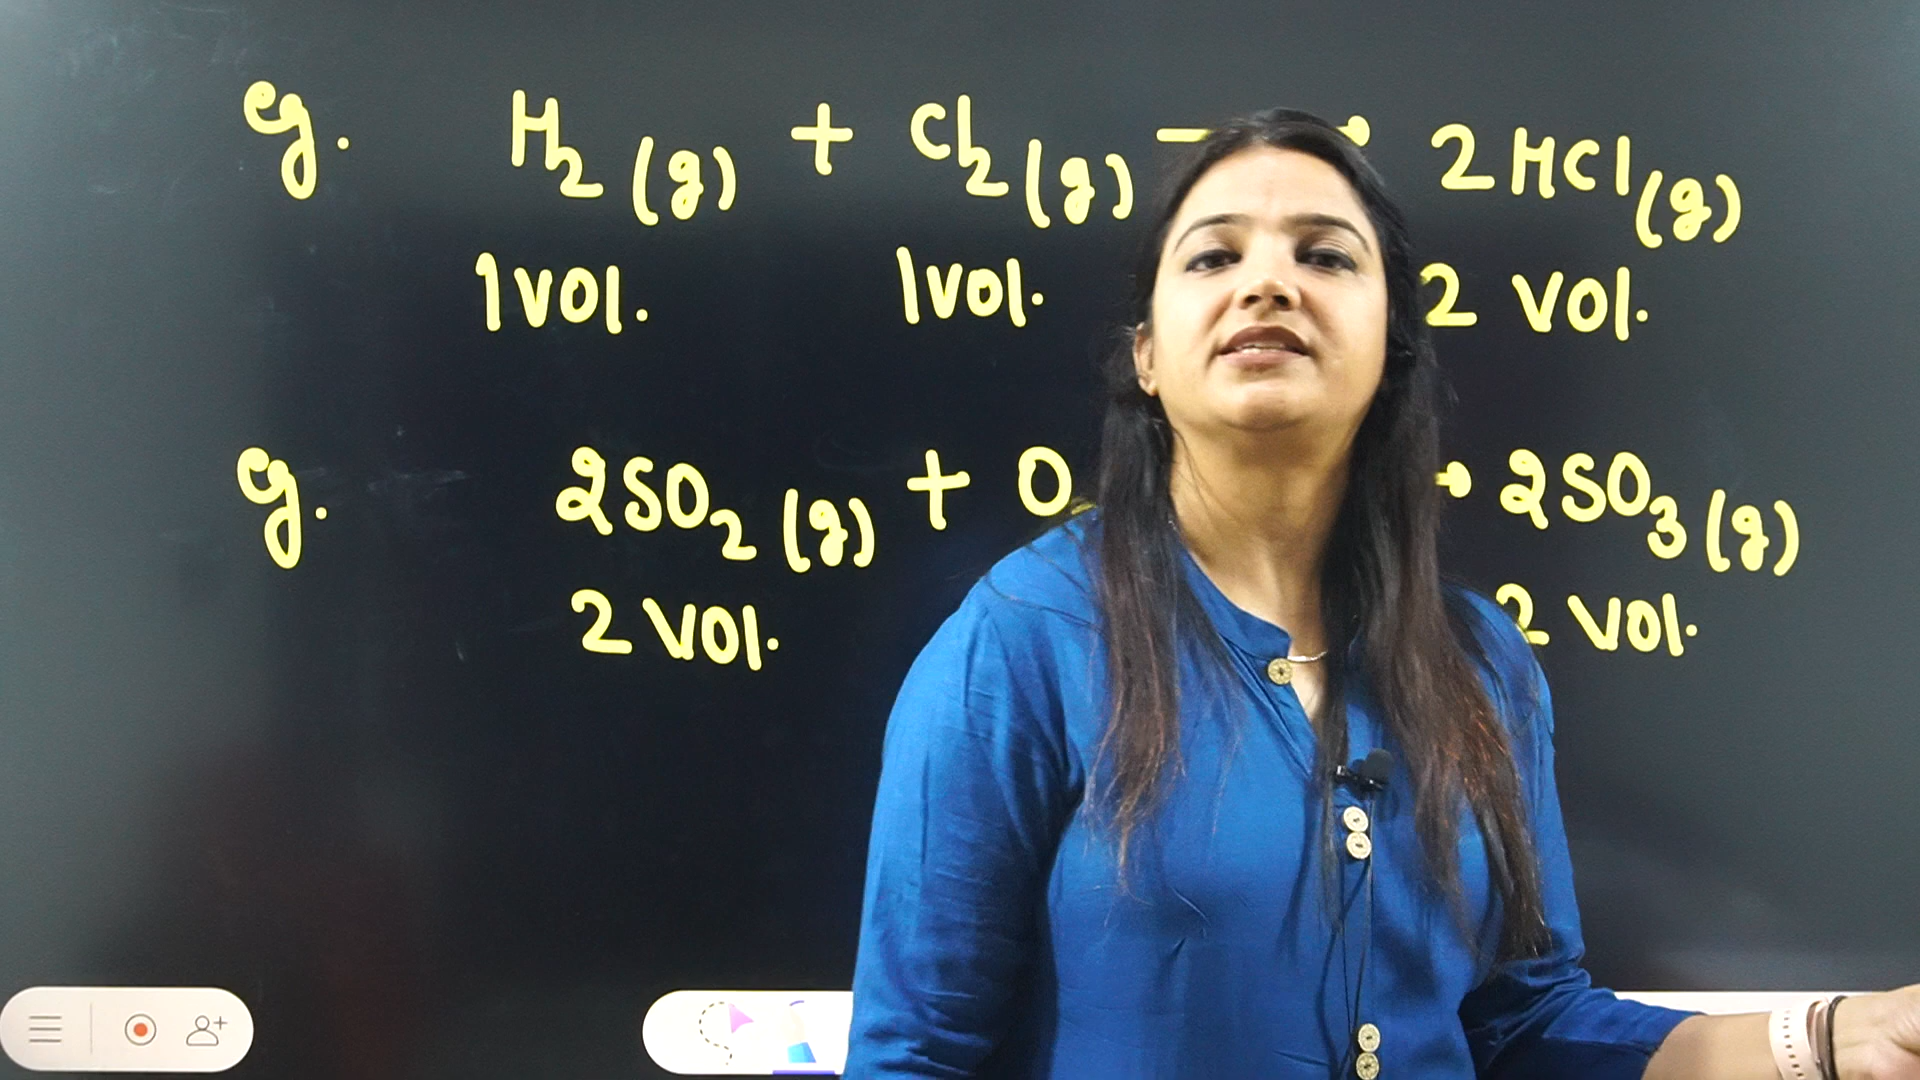 eg. H₂(g) + Cl₂(g) → 2HCl(g)
1 vol. 1 vol. 2 vol.
eg. 2SO₂(g) + O → 2SO₃(g)
2 vol. 2 vol.